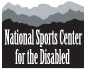 National Sports Center
for the Disabled